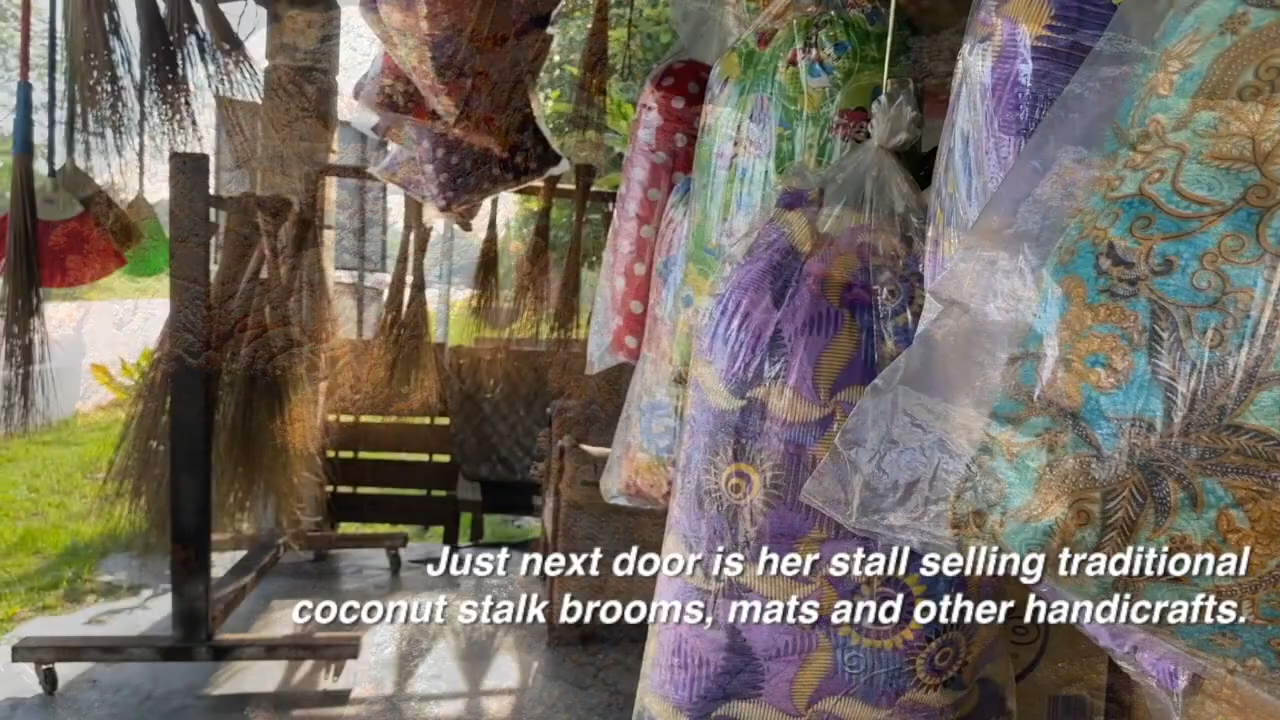 Just next door is her stall selling traditional
coconut stalk brooms, mats and other handicrafts.